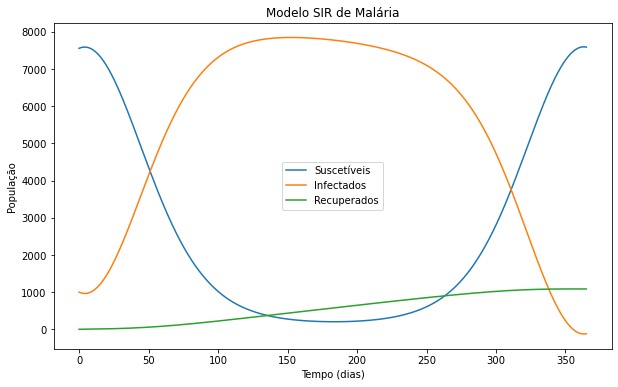 Modelo SIR de Malária
8000
7000
6000
5000
4000
3000
2000
1000
0
População
Suscetíveis
Infectados
Recuperados
0 50 100 150 200 250 300 350
Tempo (dias)